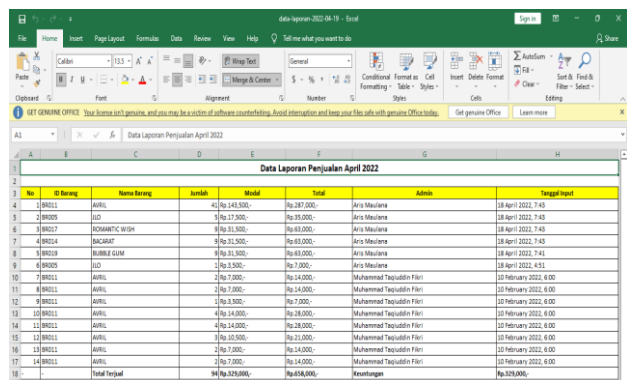 data-laporan-2022-04-19 - Excel
Sign in
File Home Insert Page Layout Formulas Data Review View Help Tell me what you want to do Share
Cut
Paste
Calibri 13.5
B I U
Wrap Text
Merge & Center
General
Conditional Formatting Format as Table Cell Styles
Insert Delete Format
AutoSum
Fill
Clear
Sort & Filter Find & Select
Clipboard Font Alignment Number Styles Cells Editing
GET GENUINE OFFICE Your license isn't genuine, and you may be a victim of software counterfeiting. Avoid interruption and keep your files safe with genuine Office today. Get genuine Office Learn more
A1 fx Data Laporan Penjualan April 2022
A B C D E F G H
1 Data Laporan Penjualan April 2022
2
3 No ID Barang Nama Barang Jumlah Modal Total Admin Tanggal Input
4 1 BR011 AVRIL 41 Rp.143,500,- Rp.287,000,- Aris Maulana 18 April 2022, 7:43
5 2 BR005 JLO 5 Rp.17,500,- Rp.35,000,- Aris Maulana 18 April 2022, 7:43
6 3 BR017 ROMANTIC WISH 9 Rp.31,500,- Rp.63,000,- Aris Maulana 18 April 2022, 7:43
7 4 BR014 BACARAT 9 Rp.31,500,- Rp.63,000,- Aris Maulana 18 April 2022, 7:43
8 5 BR019 BUBBLE GUM 9 Rp.31,500,- Rp.63,000,- Aris Maulana 18 April 2022, 7:41
9 6 BR005 JLO 1 Rp.3,500,- Rp.7,000,- Aris Maulana 18 April 2022, 4:51
10 7 BR011 AVRIL 2 Rp.7,000,- Rp.14,000,- Muhammad Taqiuddin Fikri 10 February 2022, 6:00
11 8 BR011 AVRIL 2 Rp.7,000,- Rp.14,000,- Muhammad Taqiuddin Fikri 10 February 2022, 6:00
12 9 BR011 AVRIL 1 Rp.3,500,- Rp.7,000,- Muhammad Taqiuddin Fikri 10 February 2022, 6:00
13 10 BR011 AVRIL 4 Rp.14,000,- Rp.28,000,- Muhammad Taqiuddin Fikri 10 February 2022, 6:00
14 11 BR011 AVRIL 4 Rp.14,000,- Rp.28,000,- Muhammad Taqiuddin Fikri 10 February 2022, 6:00
15 12 BR011 AVRIL 3 Rp.10,500,- Rp.21,000,- Muhammad Taqiuddin Fikri 10 February 2022, 6:00
16 13 BR011 AVRIL 2 Rp.7,000,- Rp.14,000,- Muhammad Taqiuddin Fikri 10 February 2022, 6:00
17 14 BR011 AVRIL 2 Rp.7,000,- Rp.14,000,- Muhammad Taqiuddin Fikri 10 February 2022, 6:00
18 - - Total Terjual 94 Rp.329,000,- Rp.658,000,- Keuntungan Rp.329,000,-